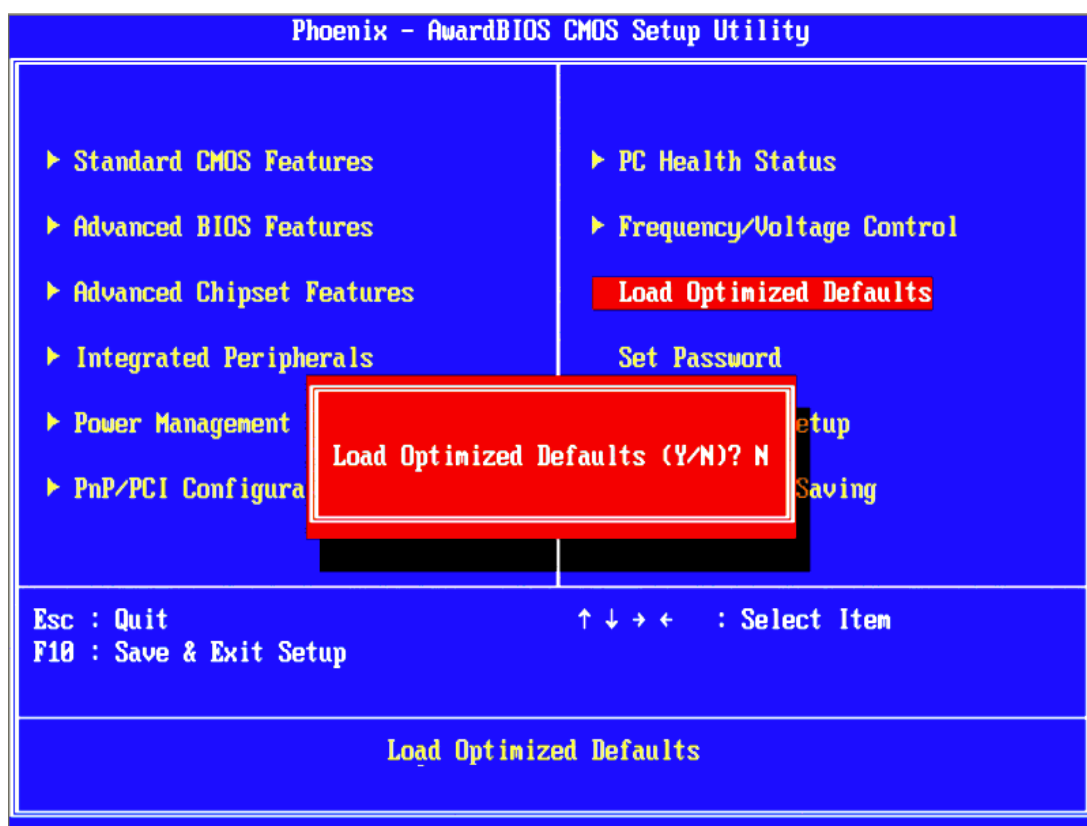 Phoenix - AwardBIOS CMOS Setup Utility
Standard CMOS Features
Advanced BIOS Features
Advanced Chipset Features
Integrated Peripherals
Power Management
PnP/PCI Configura
PC Health Status
Frequency/Voltage Control
Load Optimized Defaults
Set Password
etup
Saving
Load Optimized Defaults (Y/N)? N
Esc : Quit
F10 : Save & Exit Setup
↑ ↓ → ← : Select Item
Load Optimized Defaults